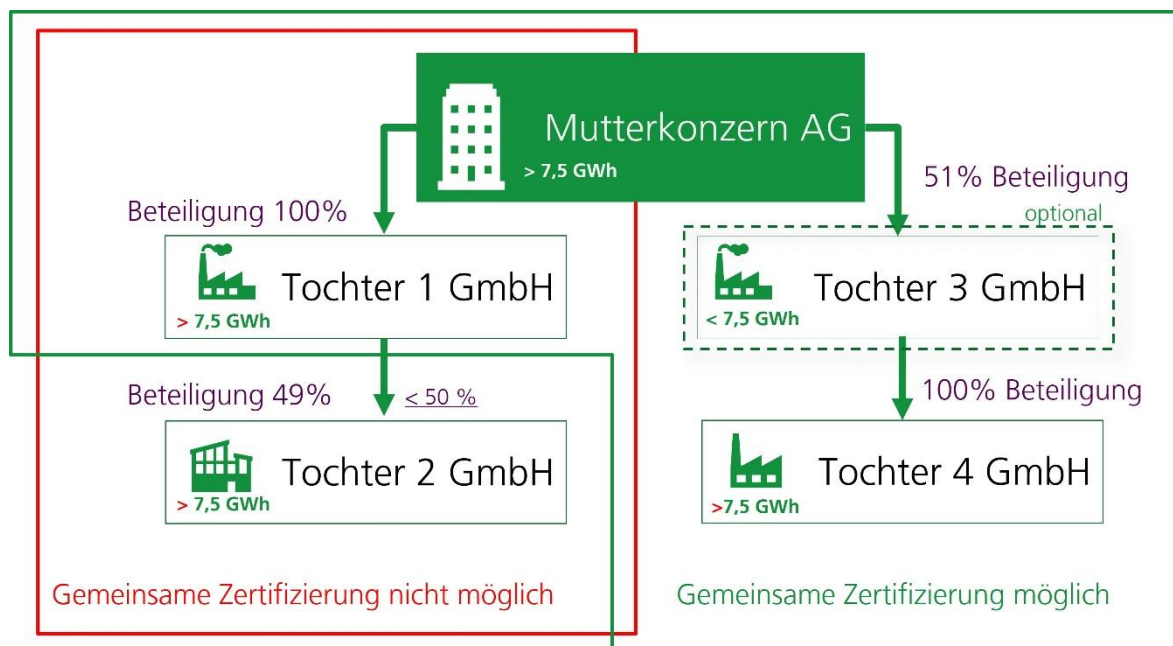 Mutterkonzern AG
> 7,5 GWh
Beteiligung 100%
Tochter 1 GmbH
> 7,5 GWh
Beteiligung 49%
< 50 %
Tochter 2 GmbH
> 7,5 GWh
Gemeinsame Zertifizierung nicht möglich
51% Beteiligung
optional
Tochter 3 GmbH
< 7,5 GWh
100% Beteiligung
Tochter 4 GmbH
>7,5 GWh
Gemeinsame Zertifizierung möglich